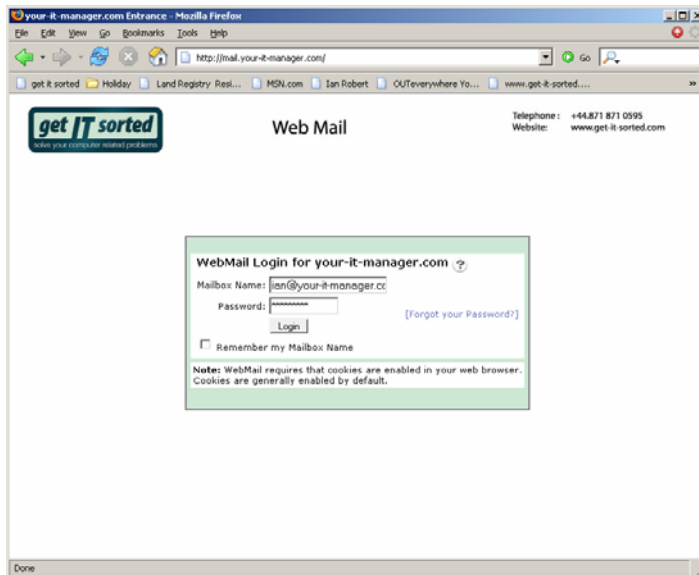 your-it-manager.com Entrance - Mozilla Firefox
File Edit View Go Bookmarks Tools Help
http://mail.your-it-manager.com/ Go
get it sorted Holiday Land Registry Resi... MSN.com Ian Robert OUTeverywhere Yo... www.get-it-sorted.... »
get IT sorted
solve your computer related problems
Web Mail
Telephone: +44.871 871 0595
Website: www.get-it-sorted.com
WebMail Login for your-it-manager.com ?
Mailbox Name: ian@your-it-manager.cc
Password: *********
[Forgot your Password?]
Login
Remember my Mailbox Name
Note: WebMail requires that cookies are enabled in your web browser.
Cookies are generally enabled by default.
Done